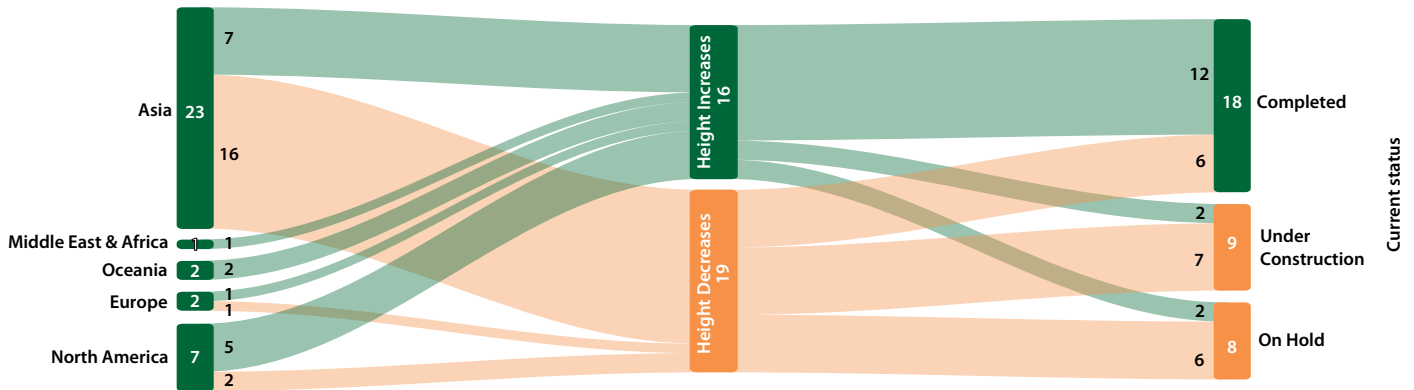 Asia
23
7
16
Middle East & Africa
1
1
Oceania
2
2
Europe
2
1
1
North America
7
5
2
Height Increases
16
Height Decreases
19
12
6
18
Completed
2
7
9
Under
Construction
2
6
8
On Hold
Current status